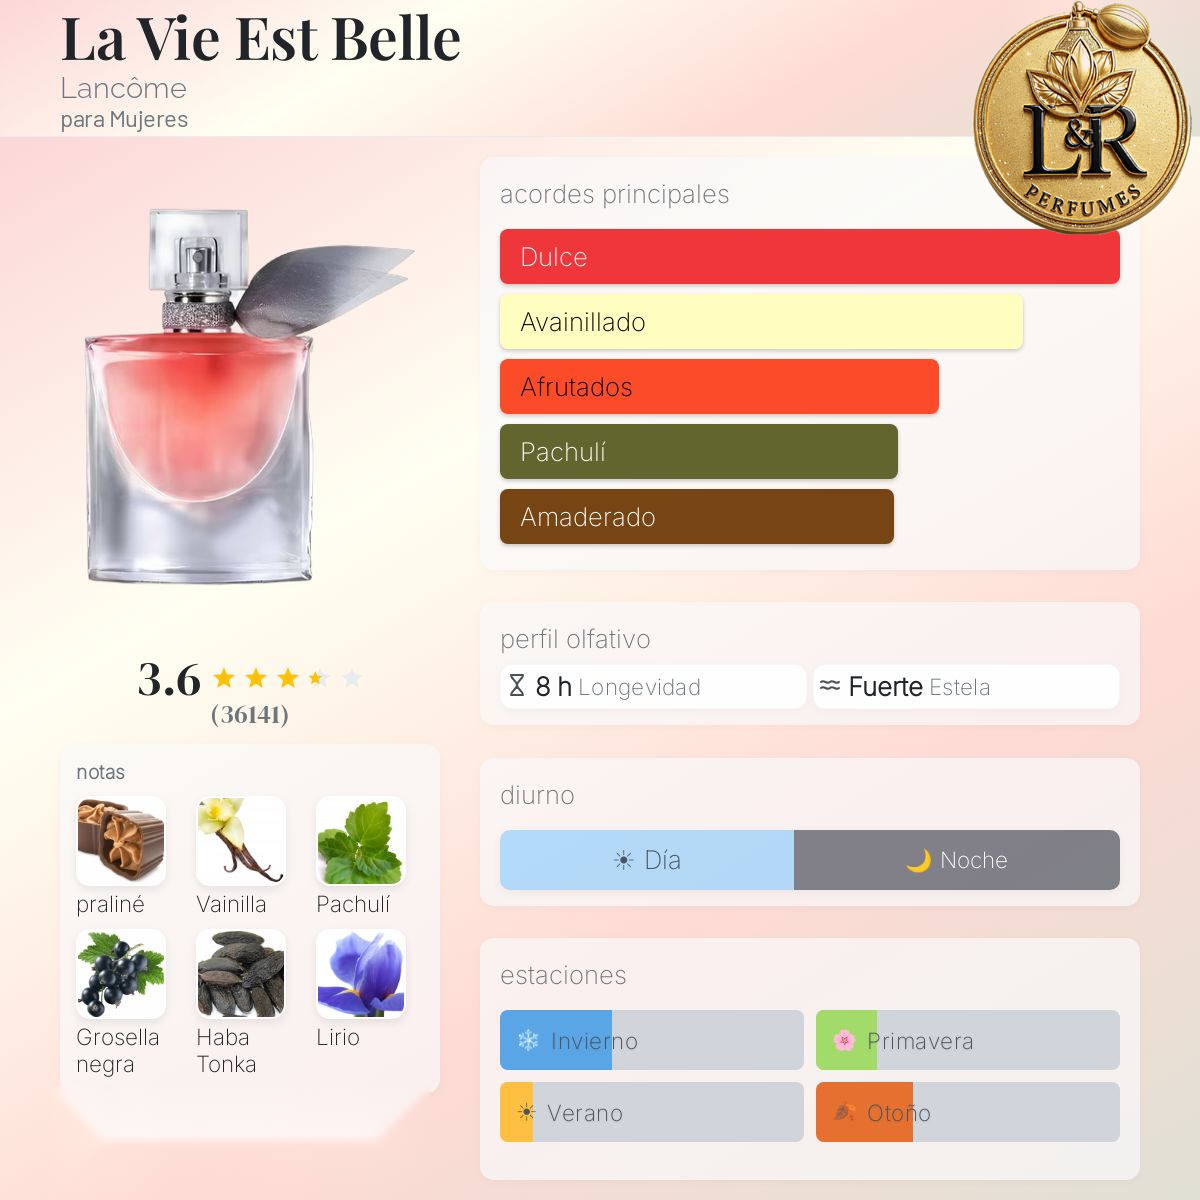 La Vie Est Belle
Lancôme
para Mujeres
L&R
PERFUMES
acordes principales
Dulce
Avainillado
Afrutados
Pachulí
Amaderado
3.6
(36141)
notas
praliné
Vainilla
Pachulí
Grosella negra
Haba Tonka
Lirio
perfil olfativo
8 h Longevidad
Fuerte Estela
diurno
Día
Noche
estaciones
Invierno
Primavera
Verano
Otoño